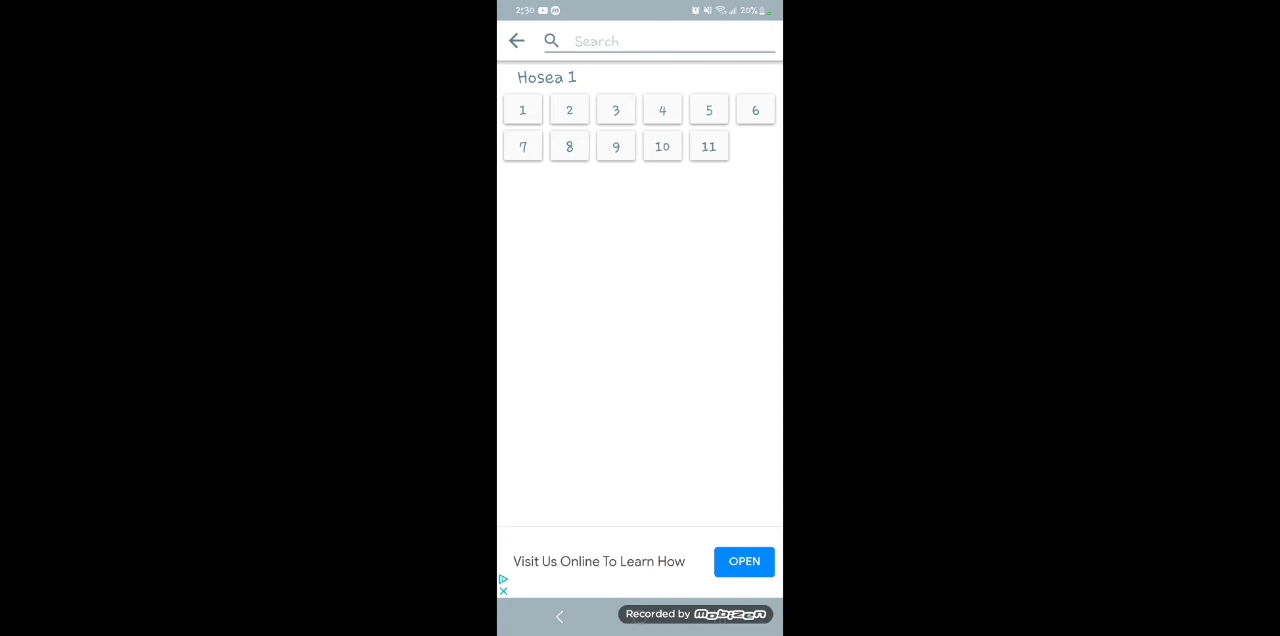 2:30 20%
Search
Hosea 1
1 2 3 4 5 6
7 8 9 10 11
Visit Us Online To Learn How OPEN
Recorded by mobizen